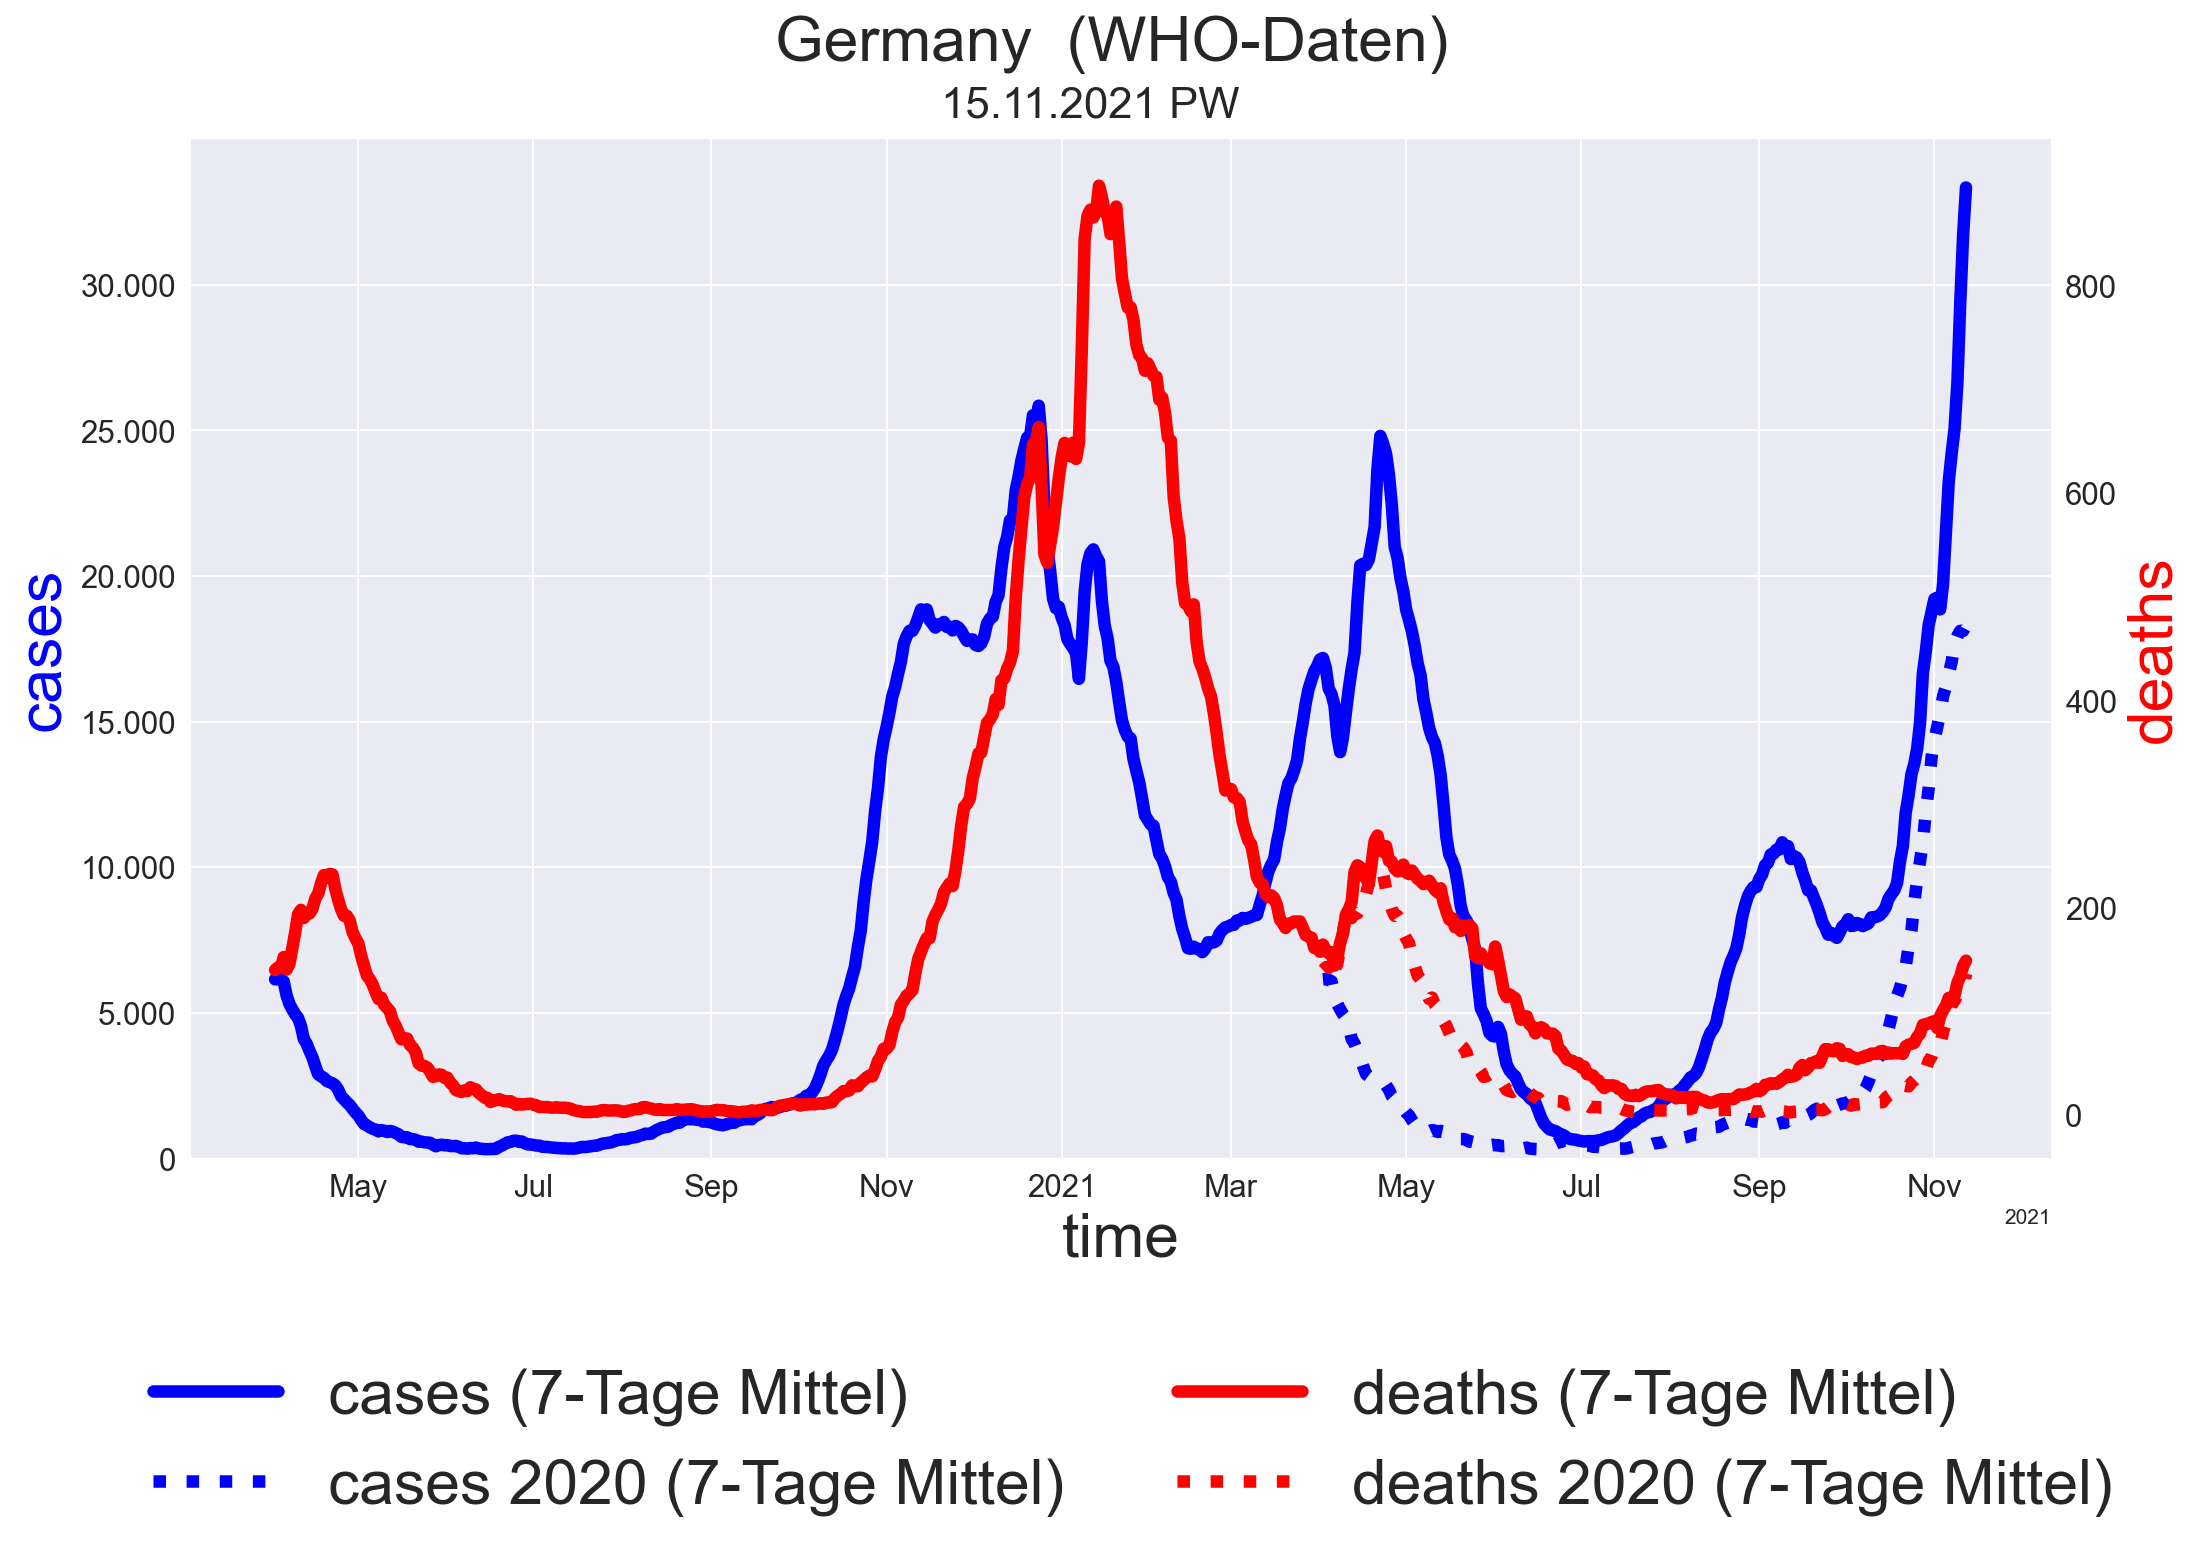 Germany  (WHO-Daten)
15.11.2021 PW
cases
30.000
25.000
20.000
15.000
10.000
5.000
0
800
600
400
200
0
deaths
May Jul Sep Nov 2021 Mar May Jul Sep Nov
2021
time
cases (7-Tage Mittel)
cases 2020 (7-Tage Mittel)
deaths (7-Tage Mittel)
deaths 2020 (7-Tage Mittel)